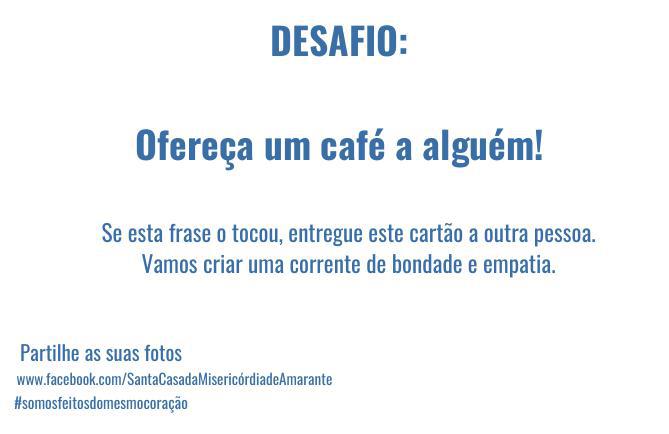 DESAFIO:
Ofereça um café a alguém!
Se esta frase o tocou, entregue este cartão a outra pessoa.
Vamos criar uma corrente de bondade e empatia.
Partilhe as suas fotos
www.facebook.com/SantaCasadaMisericórdiadeAmarante
#somosfeitosdomesmocoração